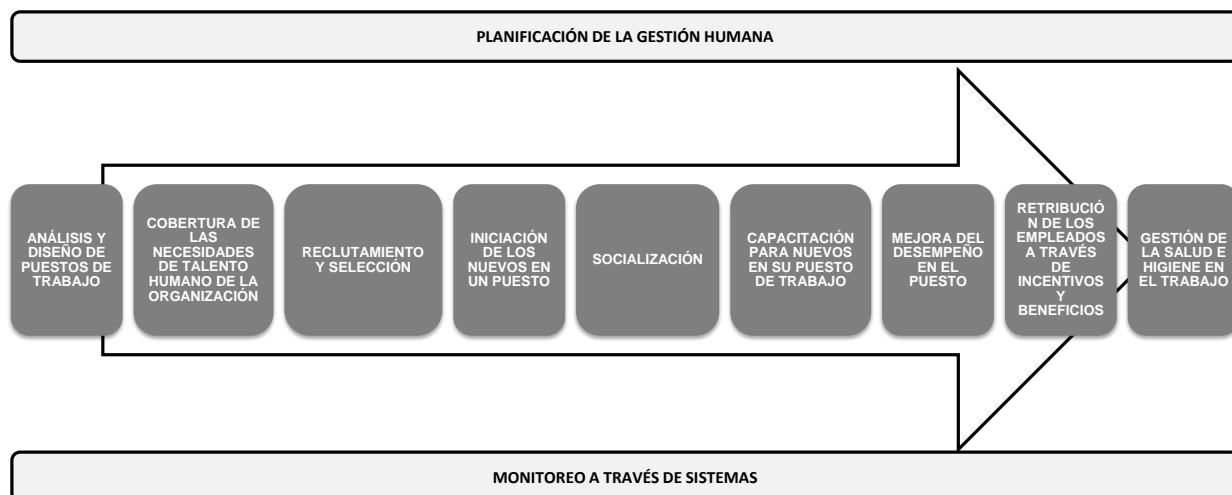 PLANIFICACIÓN DE LA GESTIÓN HUMANA
ANÁLISIS Y
DISEÑO DE
PUESTOS DE
TRABAJO
COBERTURA DE
LAS
NECESIDADES
DE TALENTO
HUMANO DE LA
ORGANIZACIÓN
RECLUTAMIENTO
Y SELECCIÓN
INICIACIÓN
DE LOS
NUEVOS EN
UN PUESTO
SOCIALIZACIÓN
CAPACITACIÓN
PARA NUEVOS
EN SU PUESTO
DE TRABAJO
MEJORA DEL
DESEMPEÑO
EN EL
PUESTO
RETRIBUCIÓ
N DE LOS
EMPLEADOS
A TRAVÉS
DE
INCENTIVOS
Y
BENEFICIOS
GESTIÓN DE
LA SALUD E
HIGIENE EN
EL TRABAJO
MONITOREO A TRAVÉS DE SISTEMAS